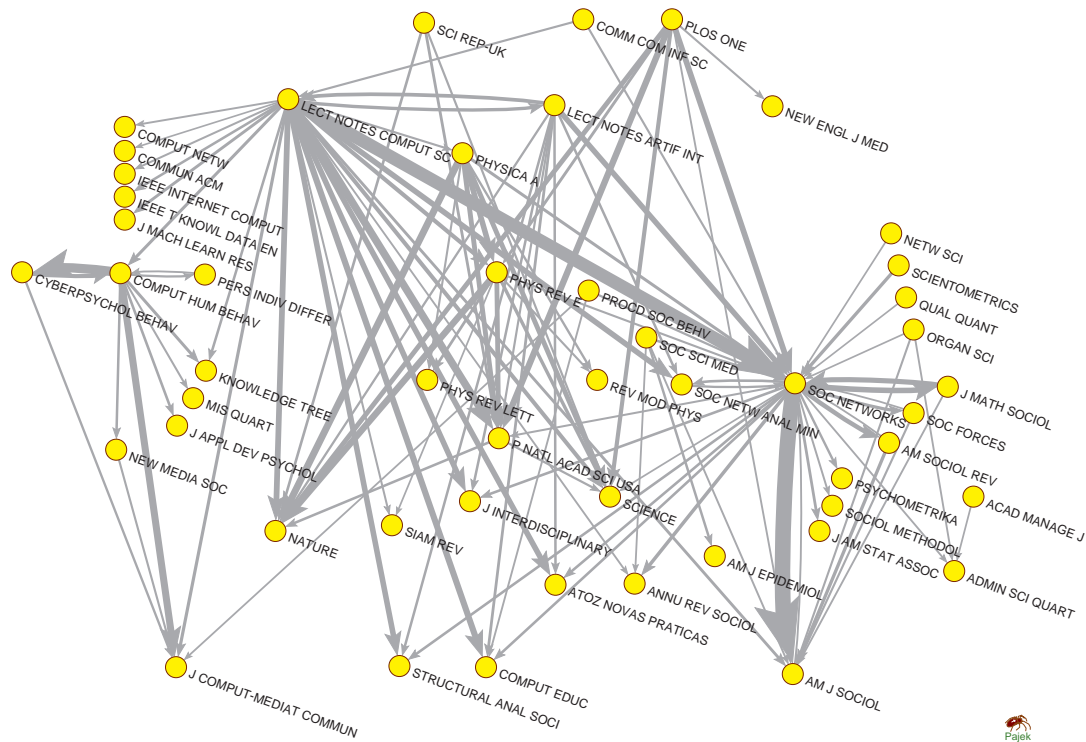 SCI REP-UK
COMM COM INF SC
PLOS ONE
LECT NOTES COMPUT SC
LECT NOTES ARTIF INT
NEW ENGL J MED
COMPUT NETW
COMMUN ACM
PHYSICA A
IEEE INTERNET COMPUT
IEEE T KNOWL DATA EN
J MACH LEARN RES
NETW SCI
SCIENTOMETRICS
CYBERPSYCHOL BEHAV
COMPUT HUM BEHAV
PERS INDIV DIFFER
PHYS REV E
PROCD SOC BEHV
QUAL QUANT
ORGAN SCI
SOC SCI MED
KNOWLEDGE TREE
PHYS REV LETT
REV MOD PHYS
SOC NETW ANAL MIN
SOC NETWORKS
J MATH SOCIOL
MIS QUART
SOC FORCES
J APPL DEV PSYCHOL
P NATL ACAD SCI USA
AM SOCIOL REV
NEW MEDIA SOC
PSYCHOMETRIKA
J INTERDISCIPLINARY
SCIENCE
SOCIOL METHODOL
ACAD MANAGE J
NATURE
SIAM REV
J AM STAT ASSOC
AM J EPIDEMIOL
ADMIN SCI QUART
ATOZ NOVAS PRATICAS
ANNU REV SOCIOL
J COMPUT-MEDIAT COMMUN
STRUCTURAL ANAL SOCI
COMPUT EDUC
AM J SOCIOL
Pajek